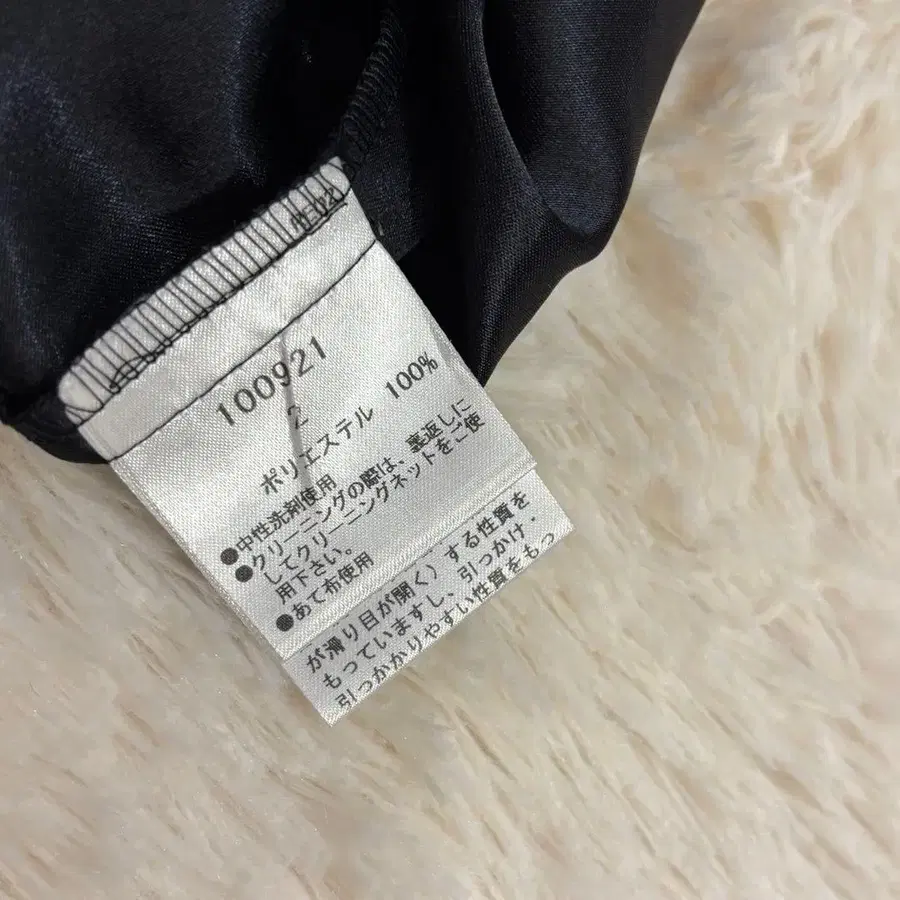 100921
2
ポリエステル 100%
●中性洗剤使用
●クリーニングの際は、裏返しに
してクリーニングネットをご使
用下さい。
●あて布使用
が滑り目が開く)する性質を
もっていますし、引っかけ・
引っかかりやすい性質をもっ